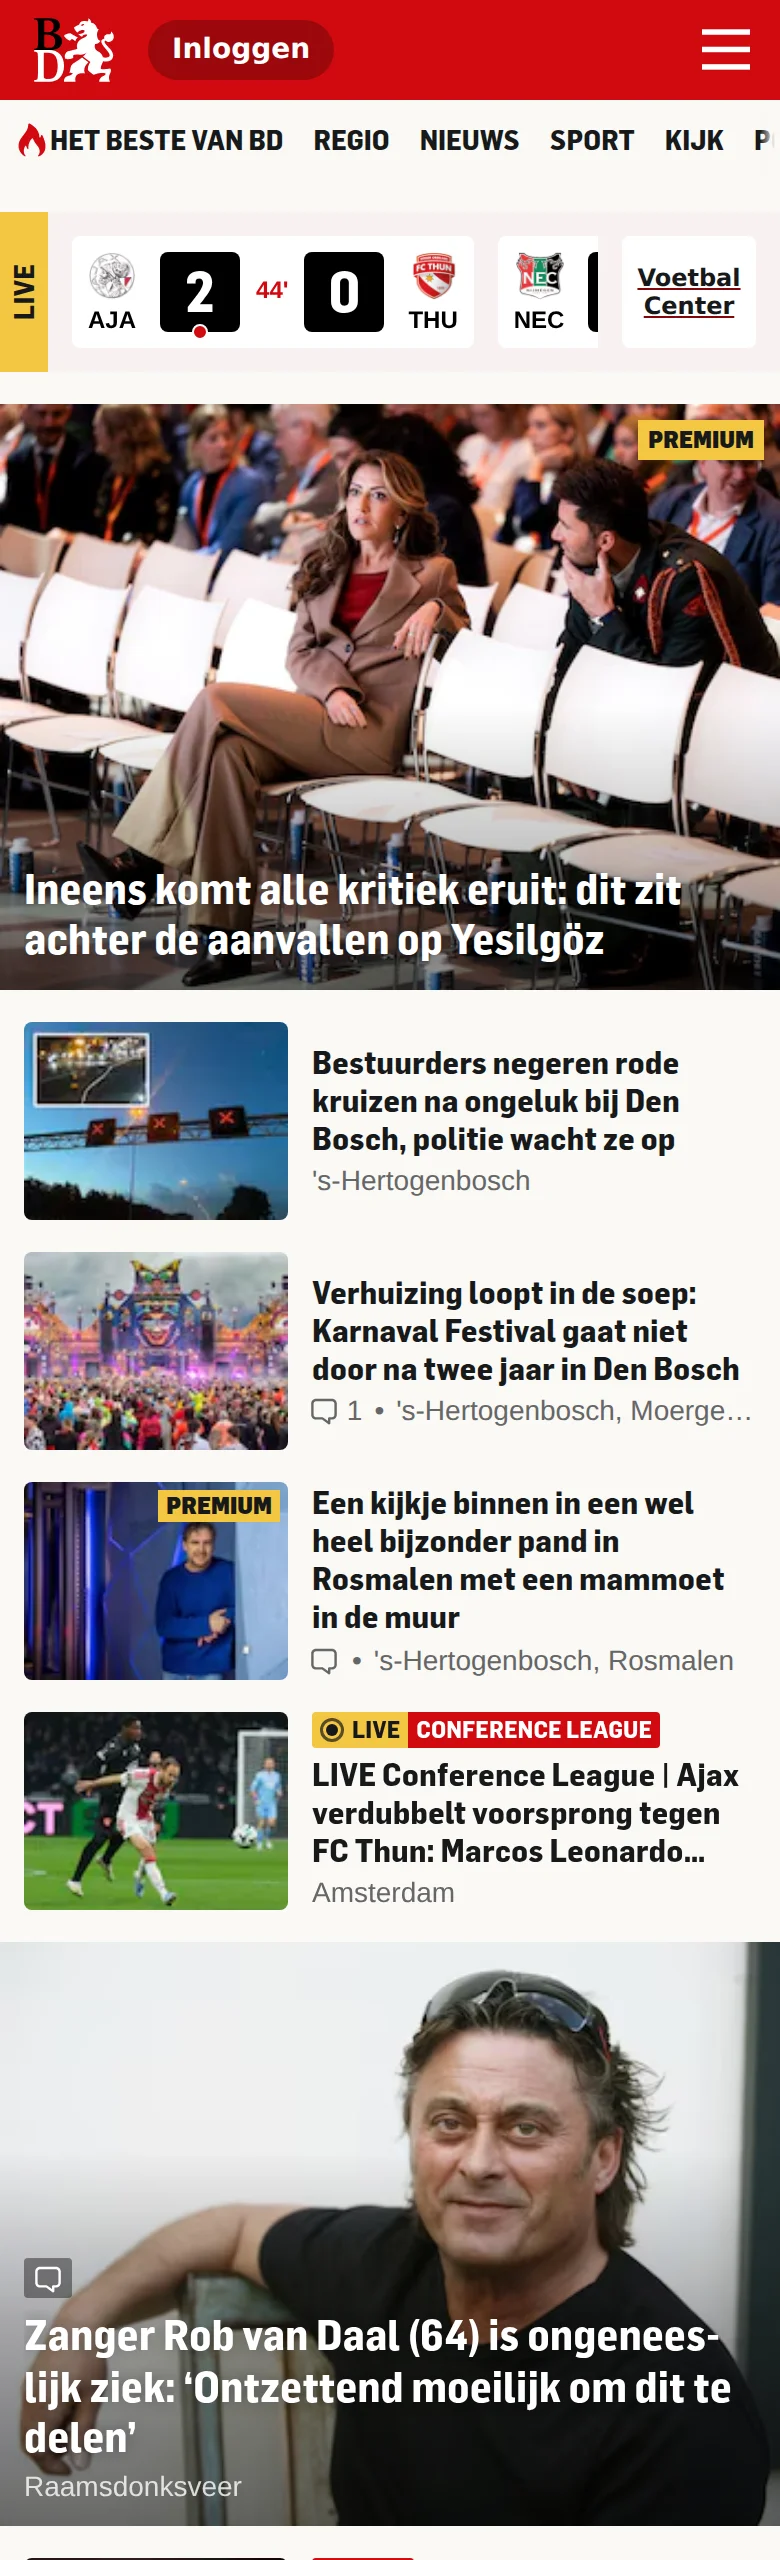 BD
Inloggen
HET BESTE VAN BD REGIO NIEUWS SPORT KIJK
LIVE
AJA 2 44' 0 FC THUN THU
NEC NEC
Voetbal
Center
PREMIUM
Ineens komt alle kritiek eruit: dit zit
achter de aanvallen op Yesilgöz
Bestuurders negeren rode
kruizen na ongeluk bij Den
Bosch, politie wacht ze op
's-Hertogenbosch
Verhuizing loopt in de soep:
Karnaval Festival gaat niet
door na twee jaar in Den Bosch
1 • 's-Hertogenbosch, Moerge…
PREMIUM
Een kijkje binnen in een wel
heel bijzonder pand in
Rosmalen met een mammoet
in de muur
• 's-Hertogenbosch, Rosmalen
LIVE CONFERENCE LEAGUE
LIVE Conference League | Ajax
verdubbelt voorsprong tegen
FC Thun: Marcos Leonardo...
Amsterdam
Zanger Rob van Daal (64) is ongenees-
lijk ziek: ‘Ontzettend moeilijk om dit te
delen’
Raamsdonksveer